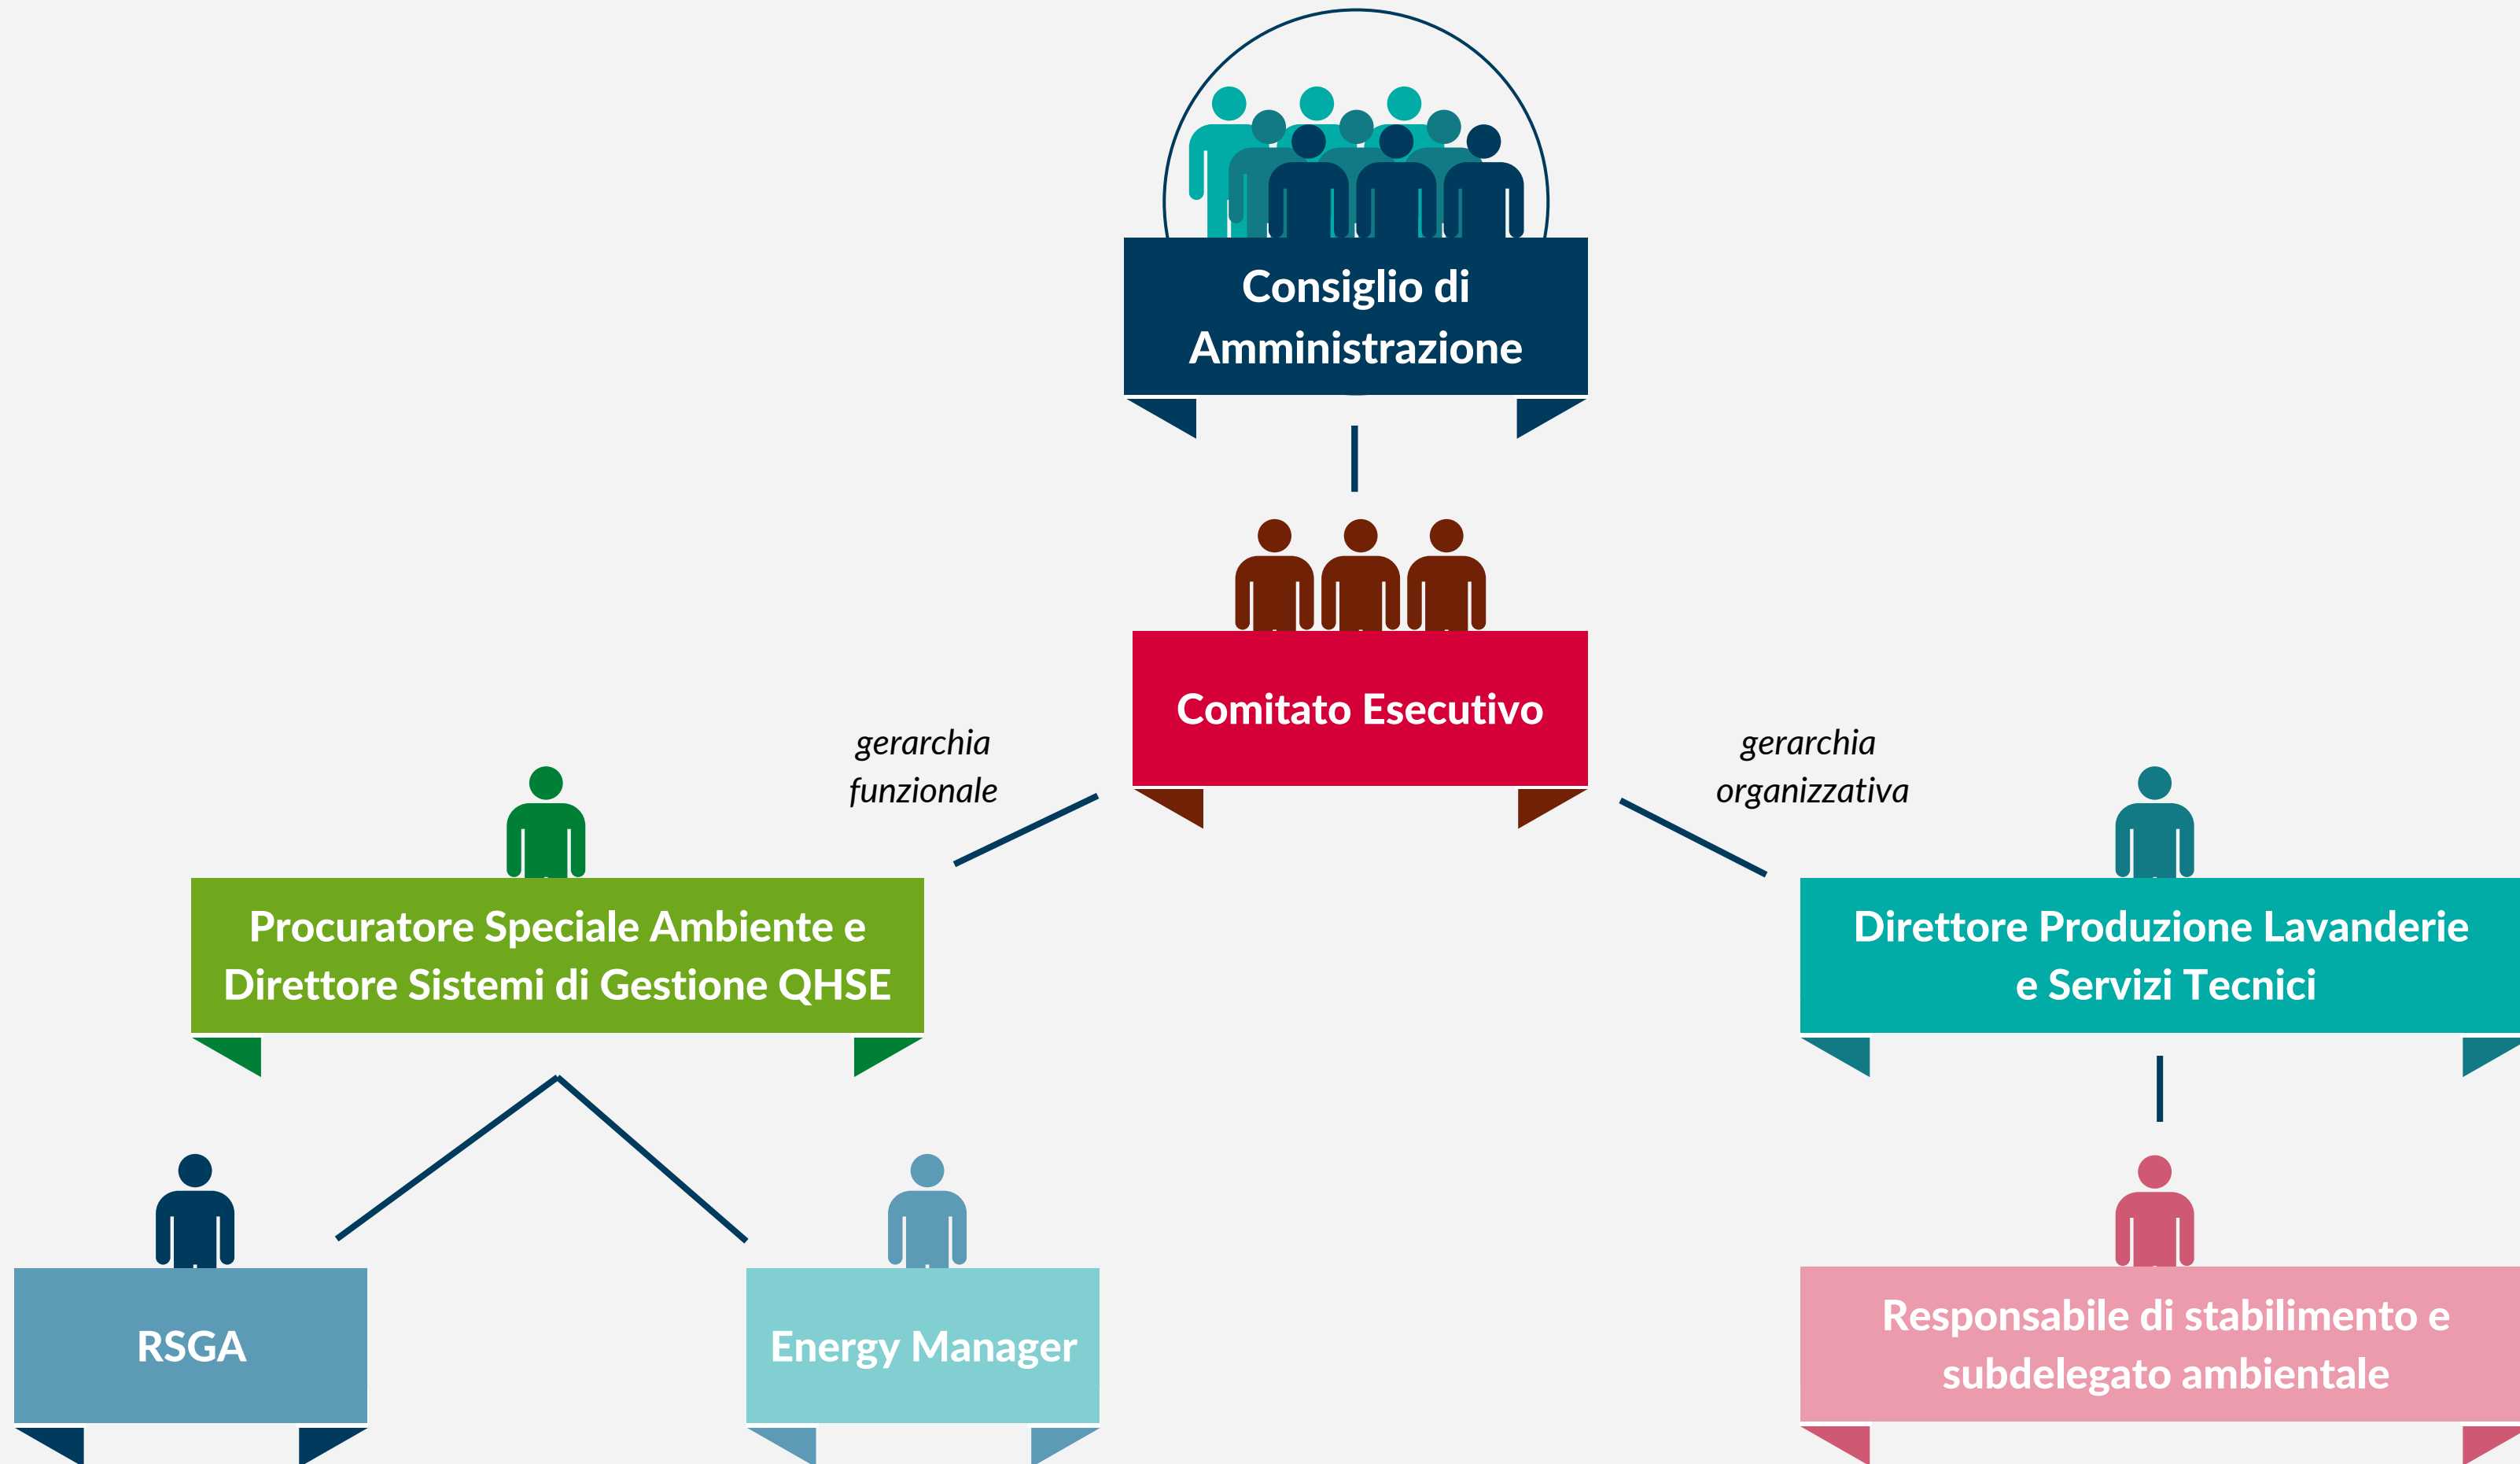 Consiglio di
Amministrazione
Comitato Esecutivo
gerarchia
funzionale
gerarchia
organizzativa
Procuratore Speciale Ambiente e
Direttore Sistemi di Gestione QHSE
Direttore Produzione Lavanderie
e Servizi Tecnici
RSGA
Energy Manager
Responsabile di stabilimento e
subdelegato ambientale